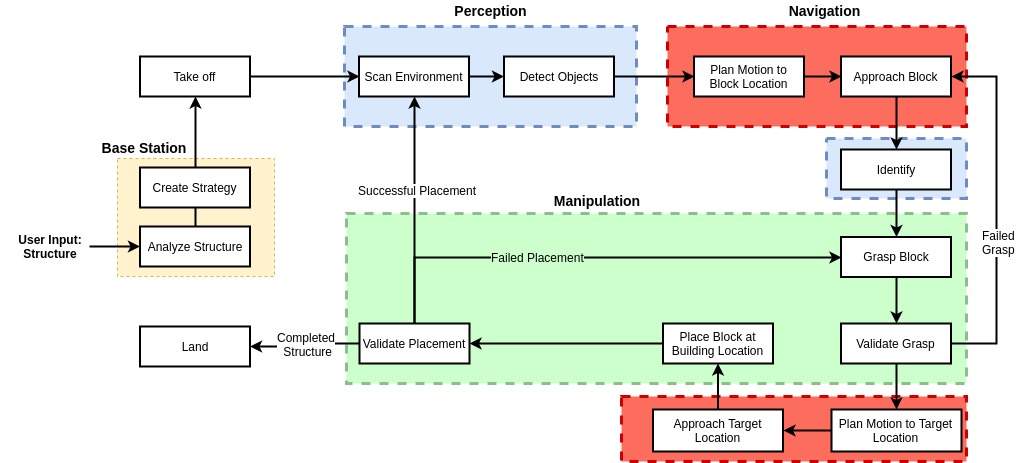 Perception
Navigation
Take off
Scan Environment
Detect Objects
Plan Motion to
Block Location
Approach Block
Base Station
Identify
Create Strategy
Successful Placement
Manipulation
User Input:
Structure
Analyze Structure
Failed
Grasp
Failed Placement
Grasp Block
Land
Completed
Structure
Validate Placement
Place Block at
Building Location
Validate Grasp
Approach Target
Location
Plan Motion to Target
Location